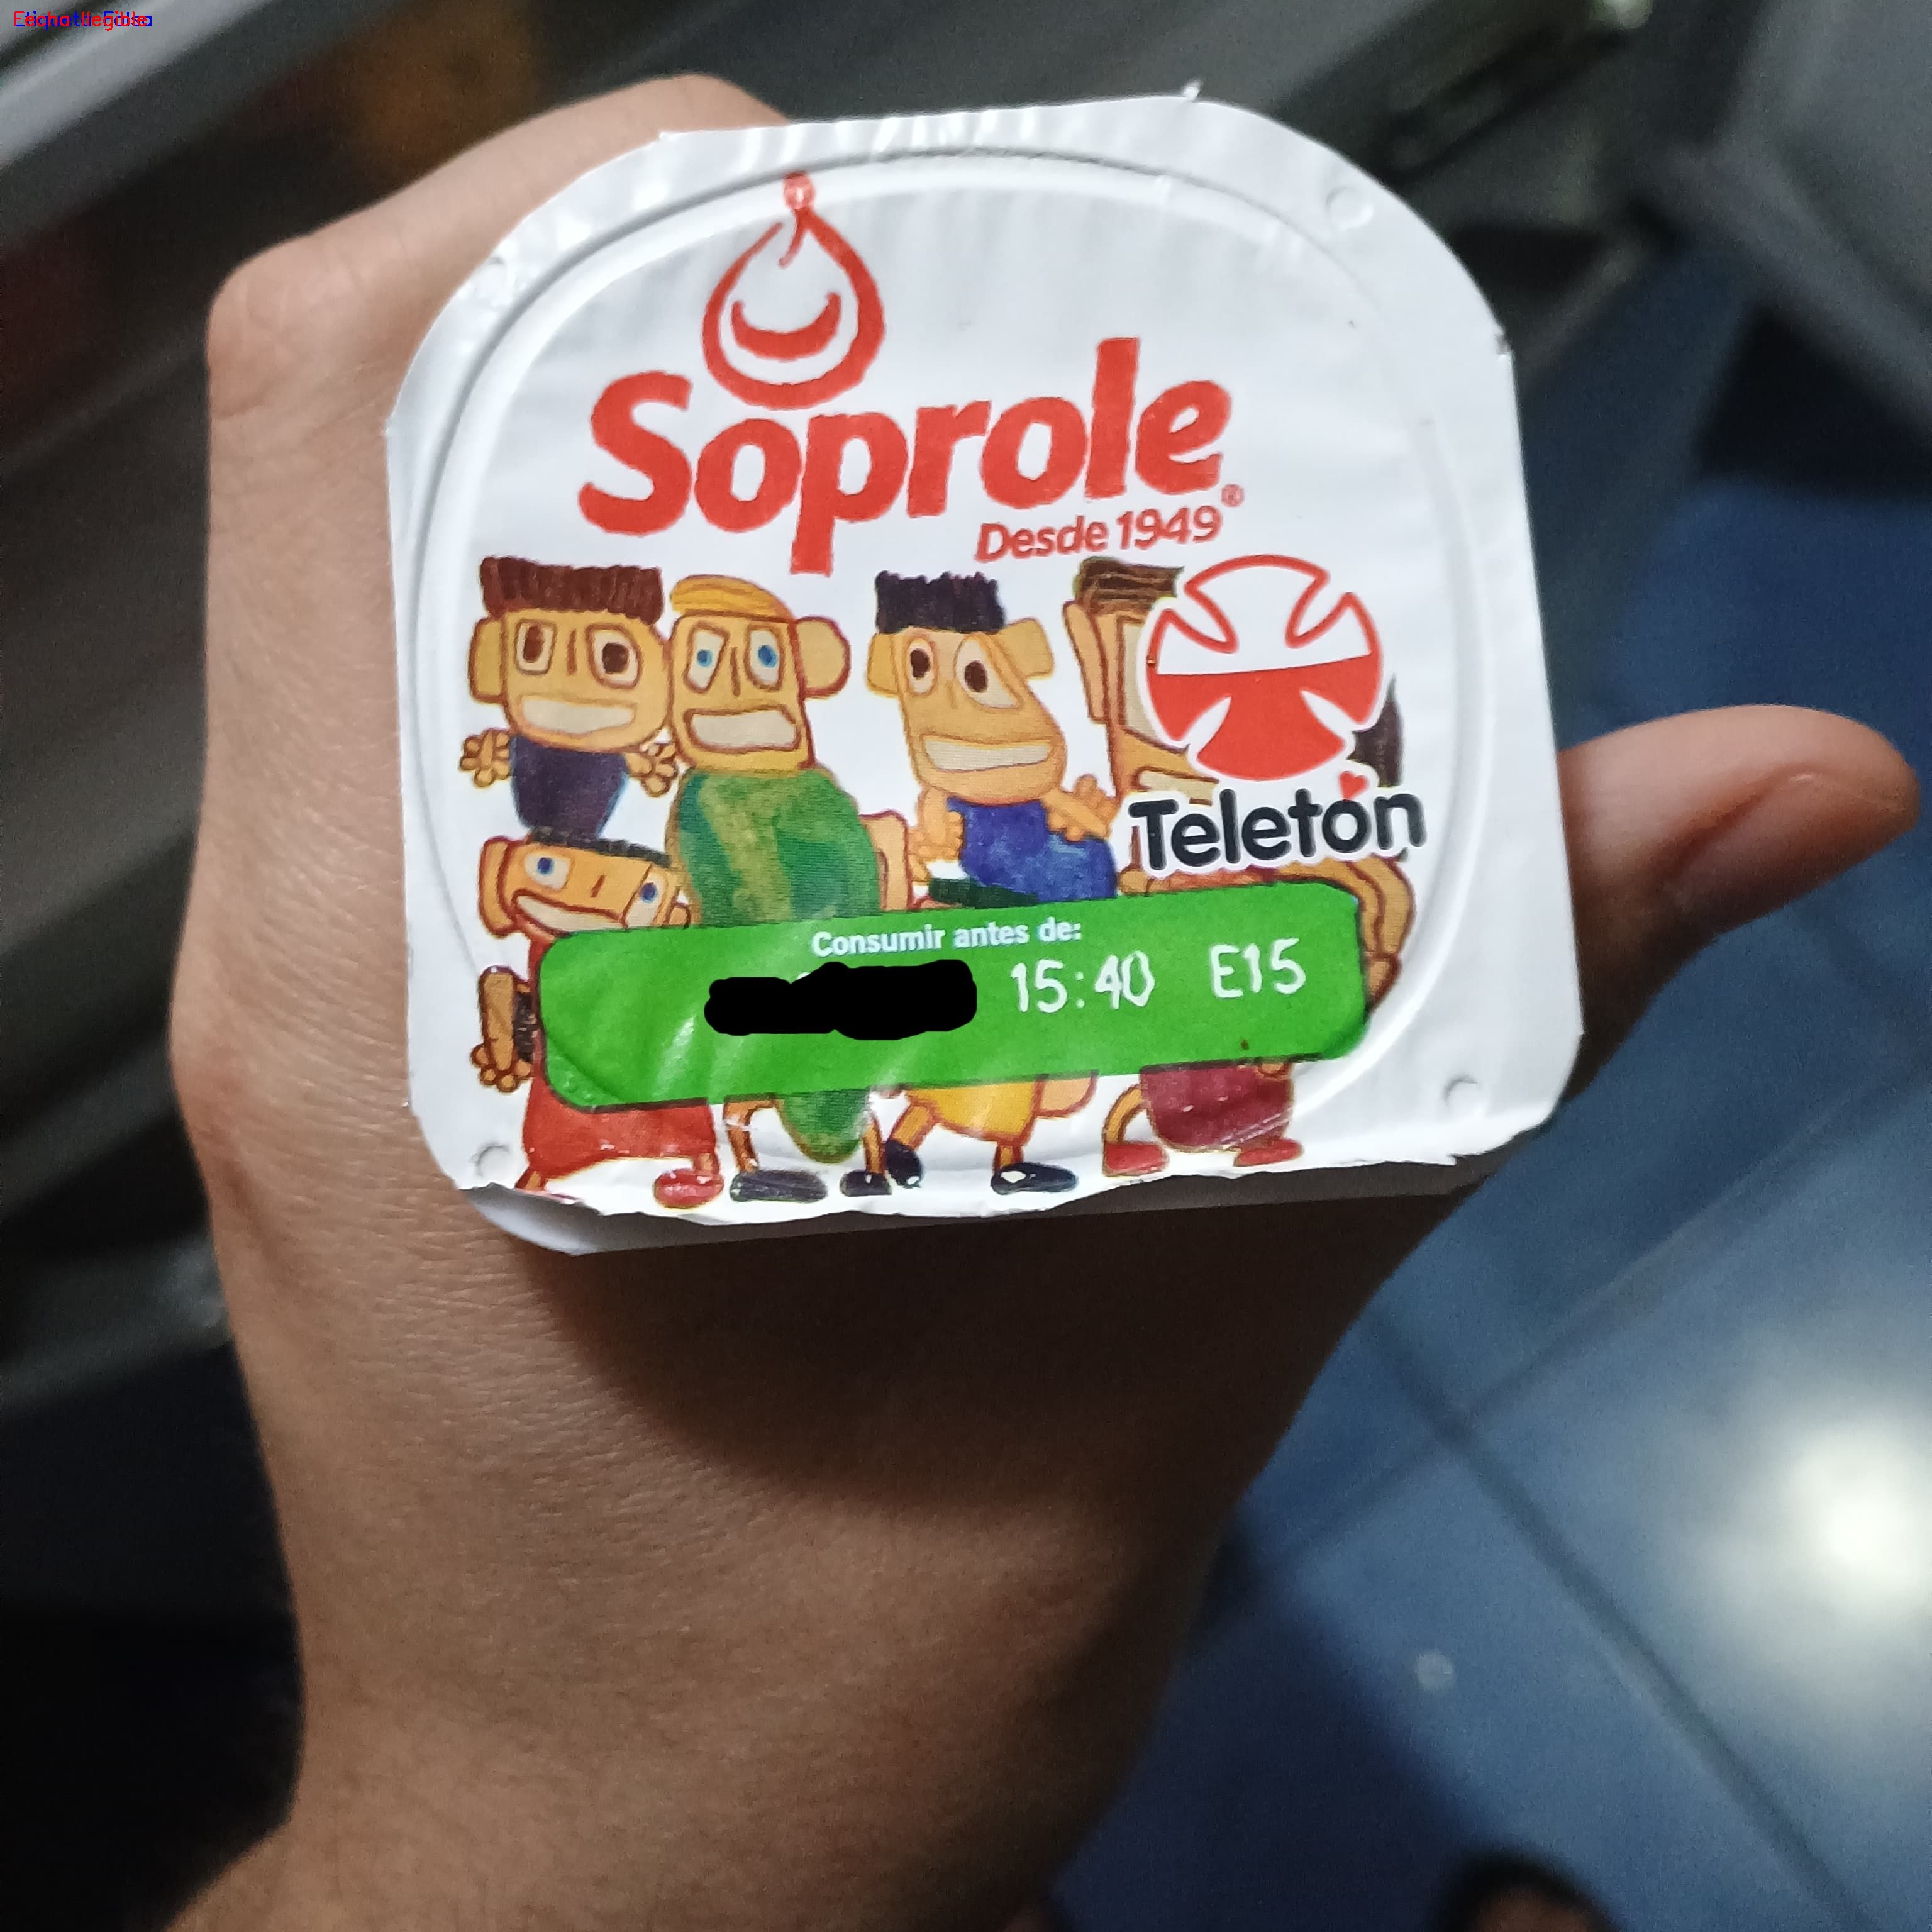 Soprole®
Desde 1949
Teletón
Consumir antes de:
15:40 E15